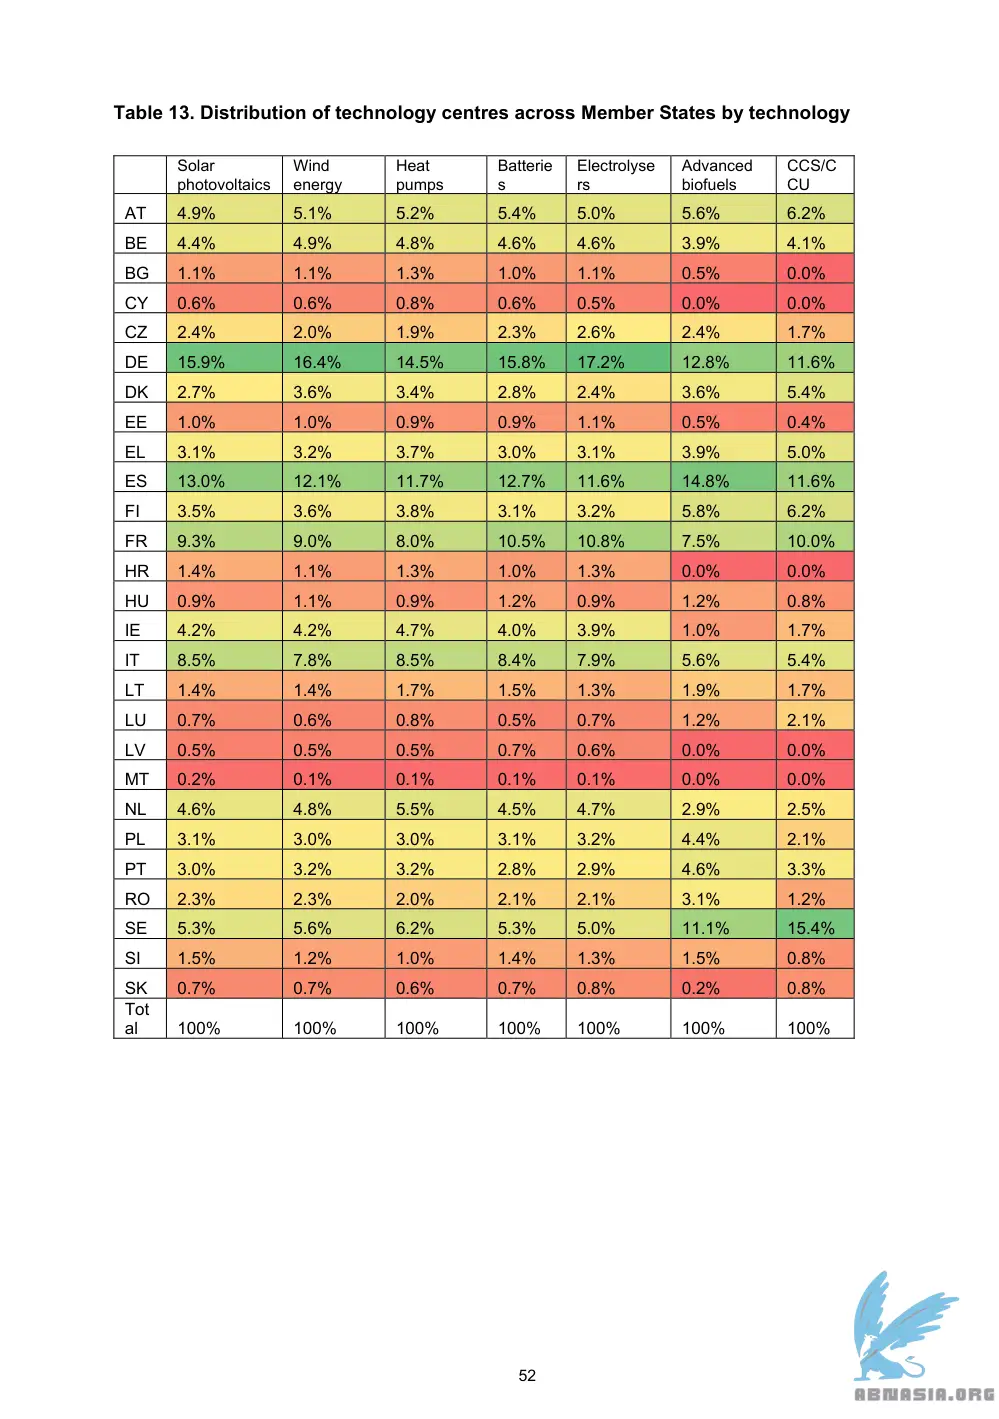 Table 13. Distribution of technology centres across Member States by technology
Solar photovoltaics Wind energy Heat pumps Batterie s Electrolyse rs Advanced biofuels CCS/C CU
AT 4.9% 5.1% 5.2% 5.4% 5.0% 5.6% 6.2%
BE 4.4% 4.9% 4.8% 4.6% 4.6% 3.9% 4.1%
BG 1.1% 1.1% 1.3% 1.0% 1.1% 0.5% 0.0%
CY 0.6% 0.6% 0.8% 0.6% 0.5% 0.0% 0.0%
CZ 2.4% 2.0% 1.9% 2.3% 2.6% 2.4% 1.7%
DE 15.9% 16.4% 14.5% 15.8% 17.2% 12.8% 11.6%
DK 2.7% 3.6% 3.4% 2.8% 2.4% 3.6% 5.4%
EE 1.0% 1.0% 0.9% 0.9% 1.1% 0.5% 0.4%
EL 3.1% 3.2% 3.7% 3.0% 3.1% 3.9% 5.0%
ES 13.0% 12.1% 11.7% 12.7% 11.6% 14.8% 11.6%
FI 3.5% 3.6% 3.8% 3.1% 3.2% 5.8% 6.2%
FR 9.3% 9.0% 8.0% 10.5% 10.8% 7.5% 10.0%
HR 1.4% 1.1% 1.3% 1.0% 1.3% 0.0% 0.0%
HU 0.9% 1.1% 0.9% 1.2% 0.9% 1.2% 0.8%
IE 4.2% 4.2% 4.7% 4.0% 3.9% 1.0% 1.7%
IT 8.5% 7.8% 8.5% 8.4% 7.9% 5.6% 5.4%
LT 1.4% 1.4% 1.7% 1.5% 1.3% 1.9% 1.7%
LU 0.7% 0.6% 0.8% 0.5% 0.7% 1.2% 2.1%
LV 0.5% 0.5% 0.5% 0.7% 0.6% 0.0% 0.0%
MT 0.2% 0.1% 0.1% 0.1% 0.1% 0.0% 0.0%
NL 4.6% 4.8% 5.5% 4.5% 4.7% 2.9% 2.5%
PL 3.1% 3.0% 3.0% 3.1% 3.2% 4.4% 2.1%
PT 3.0% 3.2% 3.2% 2.8% 2.9% 4.6% 3.3%
RO 2.3% 2.3% 2.0% 2.1% 2.1% 3.1% 1.2%
SE 5.3% 5.6% 6.2% 5.3% 5.0% 11.1% 15.4%
SI 1.5% 1.2% 1.0% 1.4% 1.3% 1.5% 0.8%
SK 0.7% 0.7% 0.6% 0.7% 0.8% 0.2% 0.8%
Tot al 100% 100% 100% 100% 100% 100% 100%
52
ABNASIA.ORG